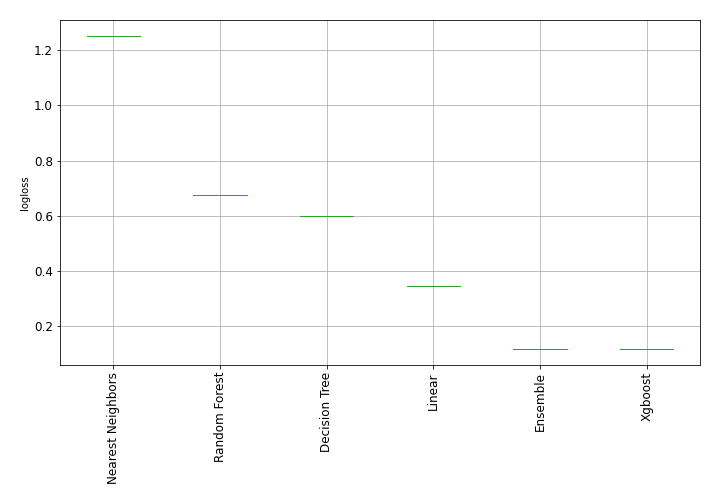 logloss
1.2
1.0
0.8
0.6
0.4
0.2
Nearest Neighbors
Random Forest
Decision Tree
Linear
Ensemble
Xgboost